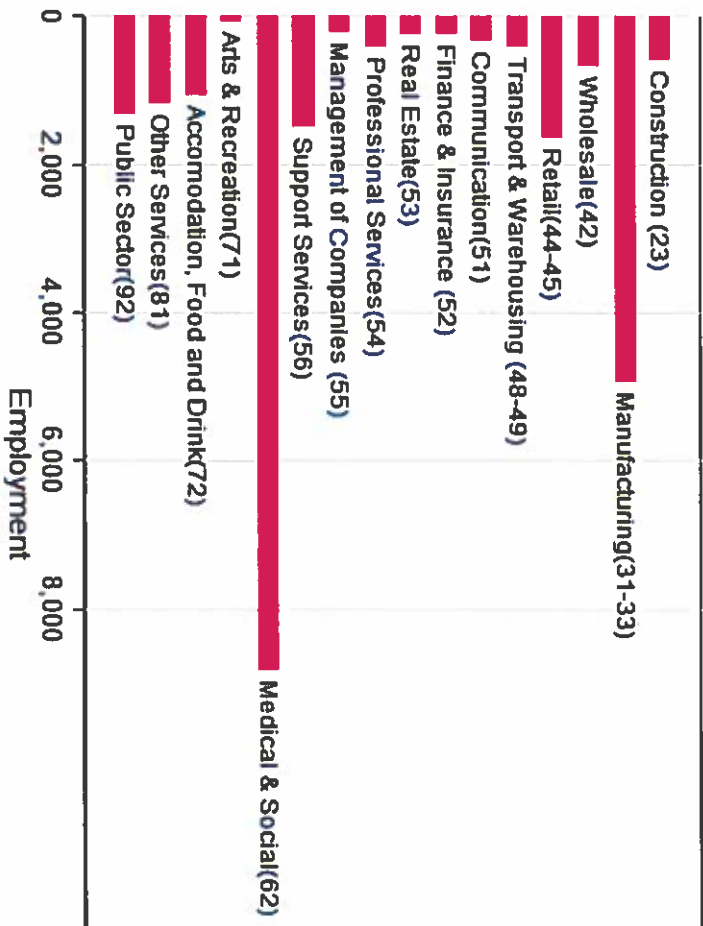 Construction (23)
Manufacturing(31-33)
Wholesale(42)
Retail(44-45)
Transport & Warehousing (48-49)
Communication(51)
Finance & Insurance (52)
Real Estate(53)
Professional Services(54)
Management of Companies (55)
Support Services(56)
Medical & Social(62)
Arts & Recreation(71)
Accomodation, Food and Drink(72)
Other Services(81)
Public Sector(92)
0
2,000
4,000
6,000
8,000
Employment